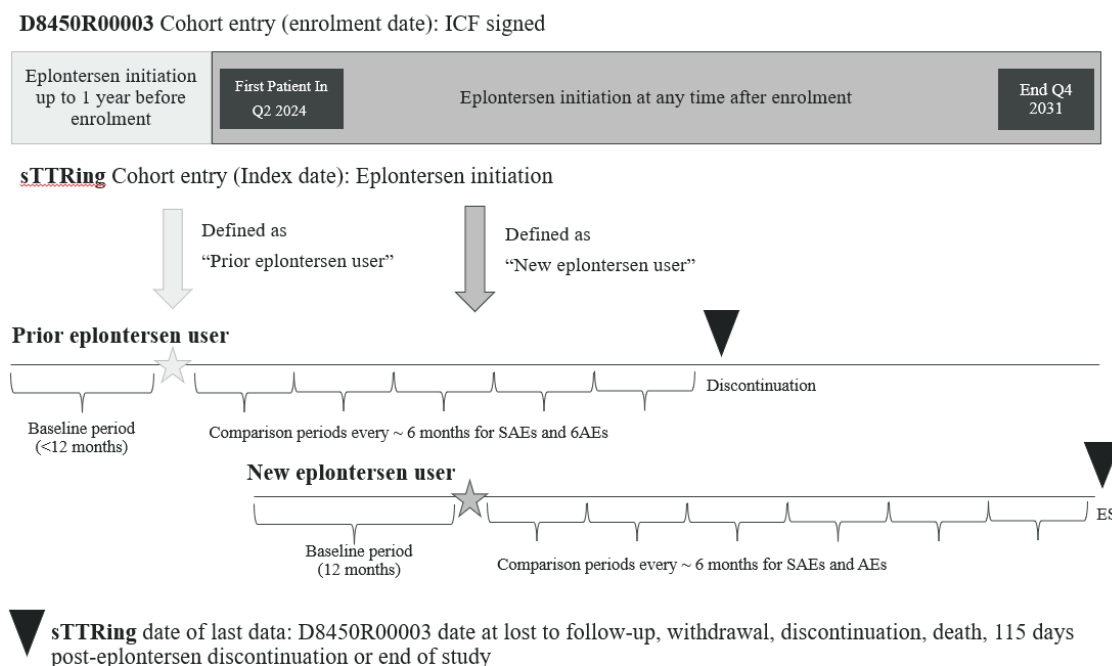 D8450R00003 Cohort entry (enrolment date): ICF signed
Eplontersen initiation
up to 1 year before
enrolment
First Patient In
Q2 2024
Eplontersen initiation at any time after enrolment
End Q4
2031
sTTRing Cohort entry (Index date): Eplontersen initiation
Defined as
“Prior eplontersen user”
Defined as
“New eplontersen user”
Prior eplontersen user
Discontinuation
Baseline period
(<12 months)
Comparison periods every ~ 6 months for SAEs and 6AEs
New eplontersen user
ES
Baseline period
(12 months)
Comparison periods every ~ 6 months for SAEs and AEs
sTTRing date of last data: D8450R00003 date at lost to follow-up, withdrawal, discontinuation, death, 115 days
post-eplontersen discontinuation or end of study